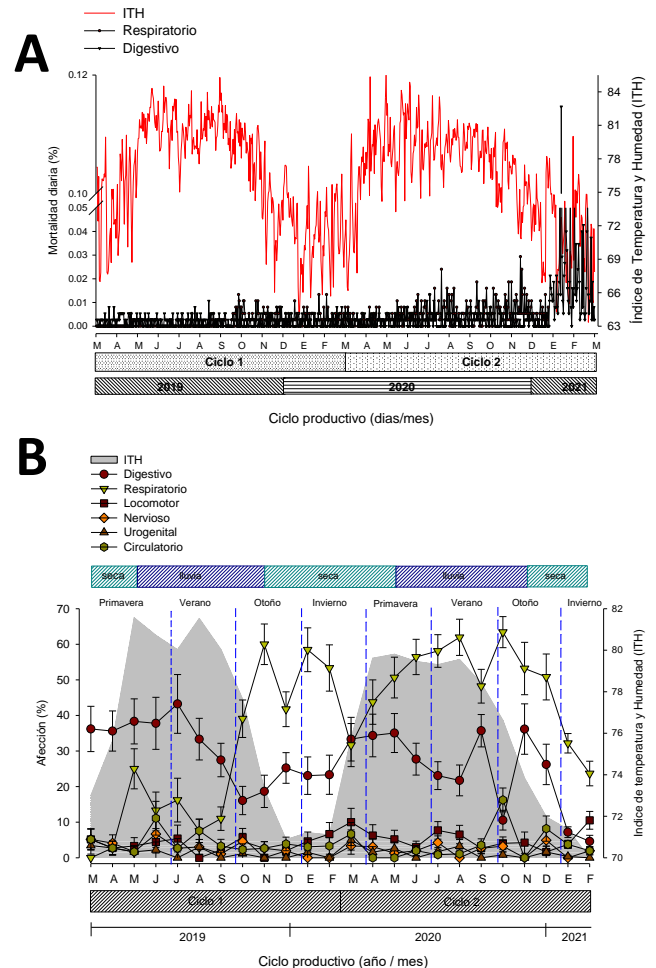 ITH
Respiratorio
Digestivo
A
0.12
0.10
0.05
0.04
0.03
0.02
0.01
0.00
Mortalidad diaria (%)
84
81
78
75
72
69
66
63
Índice de Temperatura y Humedad (ITH)
M A M J J A S O N D E F M A M J J A S O N D E F M
Ciclo 1 Ciclo 2
2019 2020 2021
Ciclo productivo (dias/mes)
B
ITH
Digestivo
Respiratorio
Locomotor
Nervioso
Urogenital
Circulatorio
seca lluvia seca lluvia seca
Primavera Verano Otoño Invierno Primavera Verano Otoño Invierno
70
60
50
40
30
20
10
0
Afección (%)
82
80
78
76
74
72
70
Indice de temperatura y Humedad (ITH)
M A M J J A S O N D E F M A M J J A S O N D E F
Ciclo 1 Ciclo 2
2019 2020 2021
Ciclo productivo (año / mes)